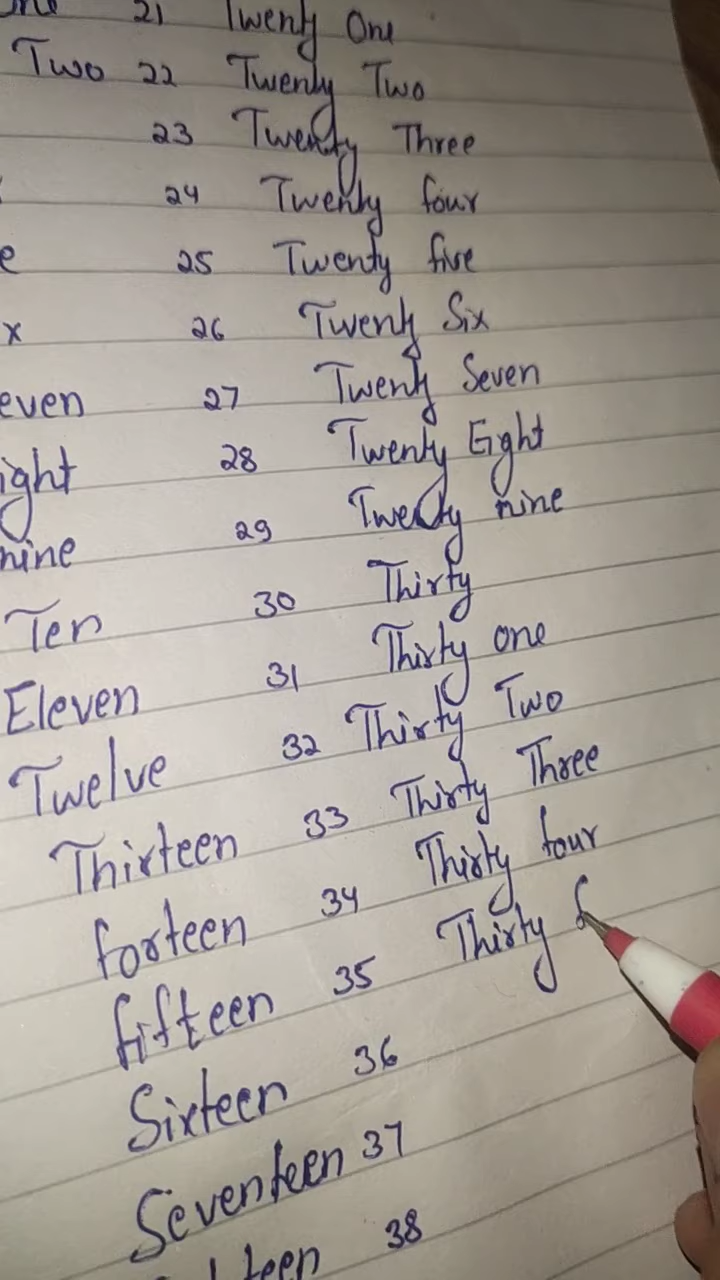 21 Twenty One
Two 22 Twenty Two
23 Twenty Three
24 Twenty four
e 25 Twenty five
x 26 Twenty Six
even 27 Twenty Seven
ight 28 Twenty Eight
nine 29 Twenty nine
Ten 30 Thirty
Eleven 31 Thirty one
Twelve 32 Thirty Two
Thirteen 33 Thirty Three
forteen 34 Thirty four
fifteen 35 Thirty f
Sixteen 36
Seventeen 37
teen 38